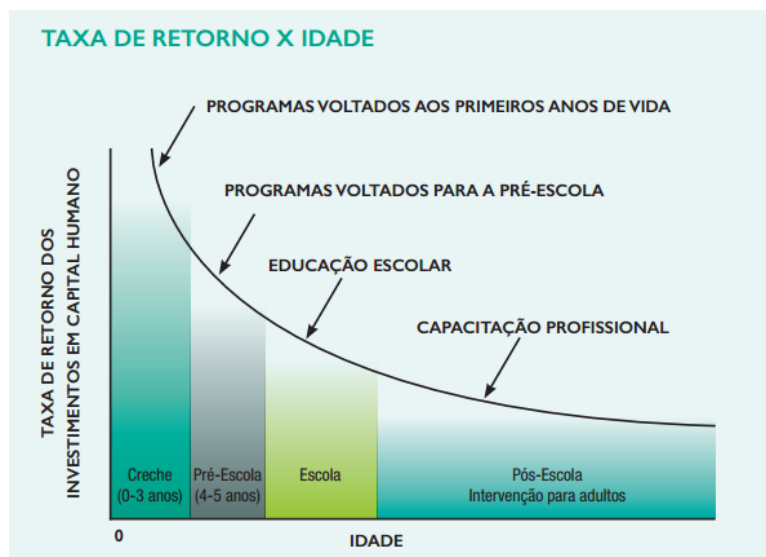 TAXA DE RETORNO X IDADE
PROGRAMAS VOLTADOS AOS PRIMEIROS ANOS DE VIDA
PROGRAMAS VOLTADOS PARA A PRÉ-ESCOLA
EDUCAÇÃO ESCOLAR
CAPACITAÇÃO PROFISSIONAL
TAXA DE RETORNO DOS
INVESTIMENTOS EM CAPITAL HUMANO
Creche
(0-3 anos)
Pré-Escola
(4-5 anos)
Escola
Pós-Escola
Intervenção para adultos
0
IDADE